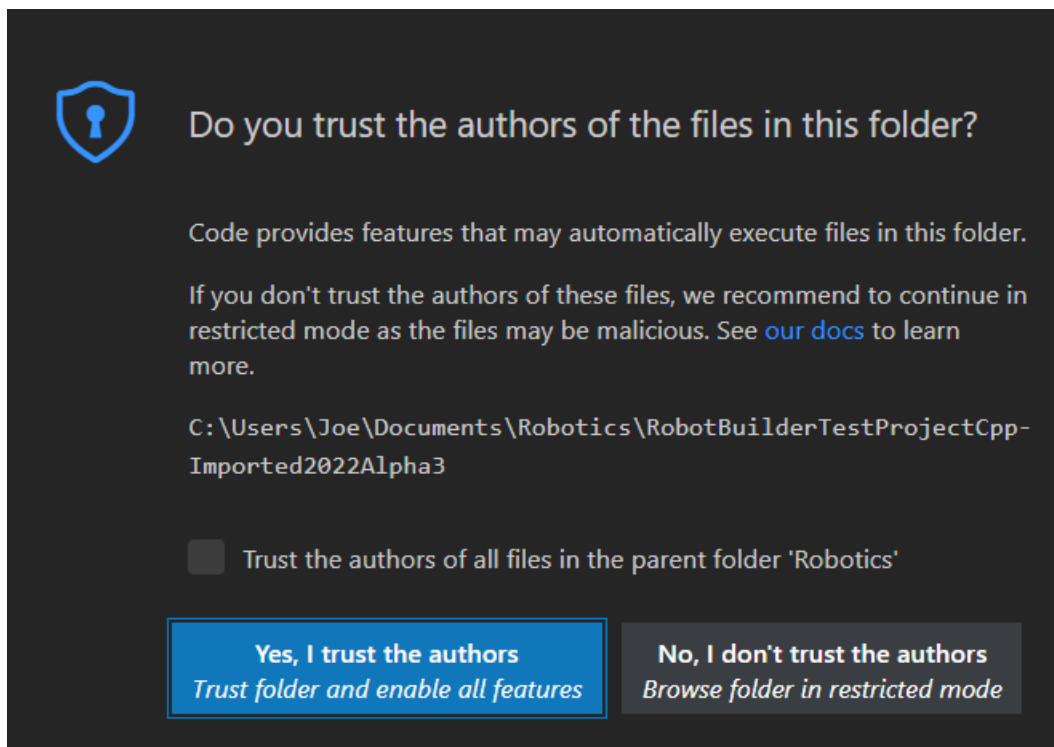 Do you trust the authors of the files in this folder?
Code provides features that may automatically execute files in this folder.
If you don't trust the authors of these files, we recommend to continue in
restricted mode as the files may be malicious. See our docs to learn
more.
C:\Users\Joe\Documents\Robotics\RobotBuilderTestProjectCpp-
Imported2022Alpha3
Trust the authors of all files in the parent folder 'Robotics'
Yes, I trust the authors
Trust folder and enable all features
No, I don't trust the authors
Browse folder in restricted mode